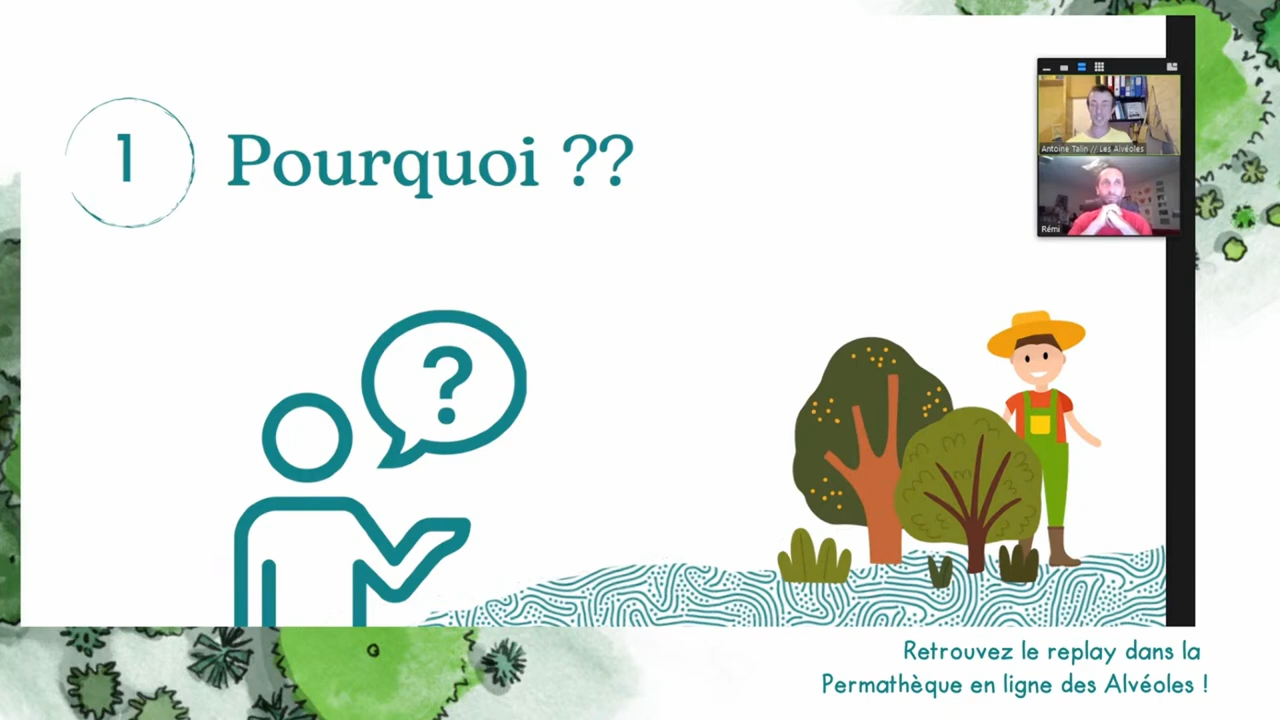 1
Pourquoi ??
?
Antoine Talin // Les Alvéoles
Rémi
Retrouvez le replay dans la
Permathèque en ligne des Alvéoles !